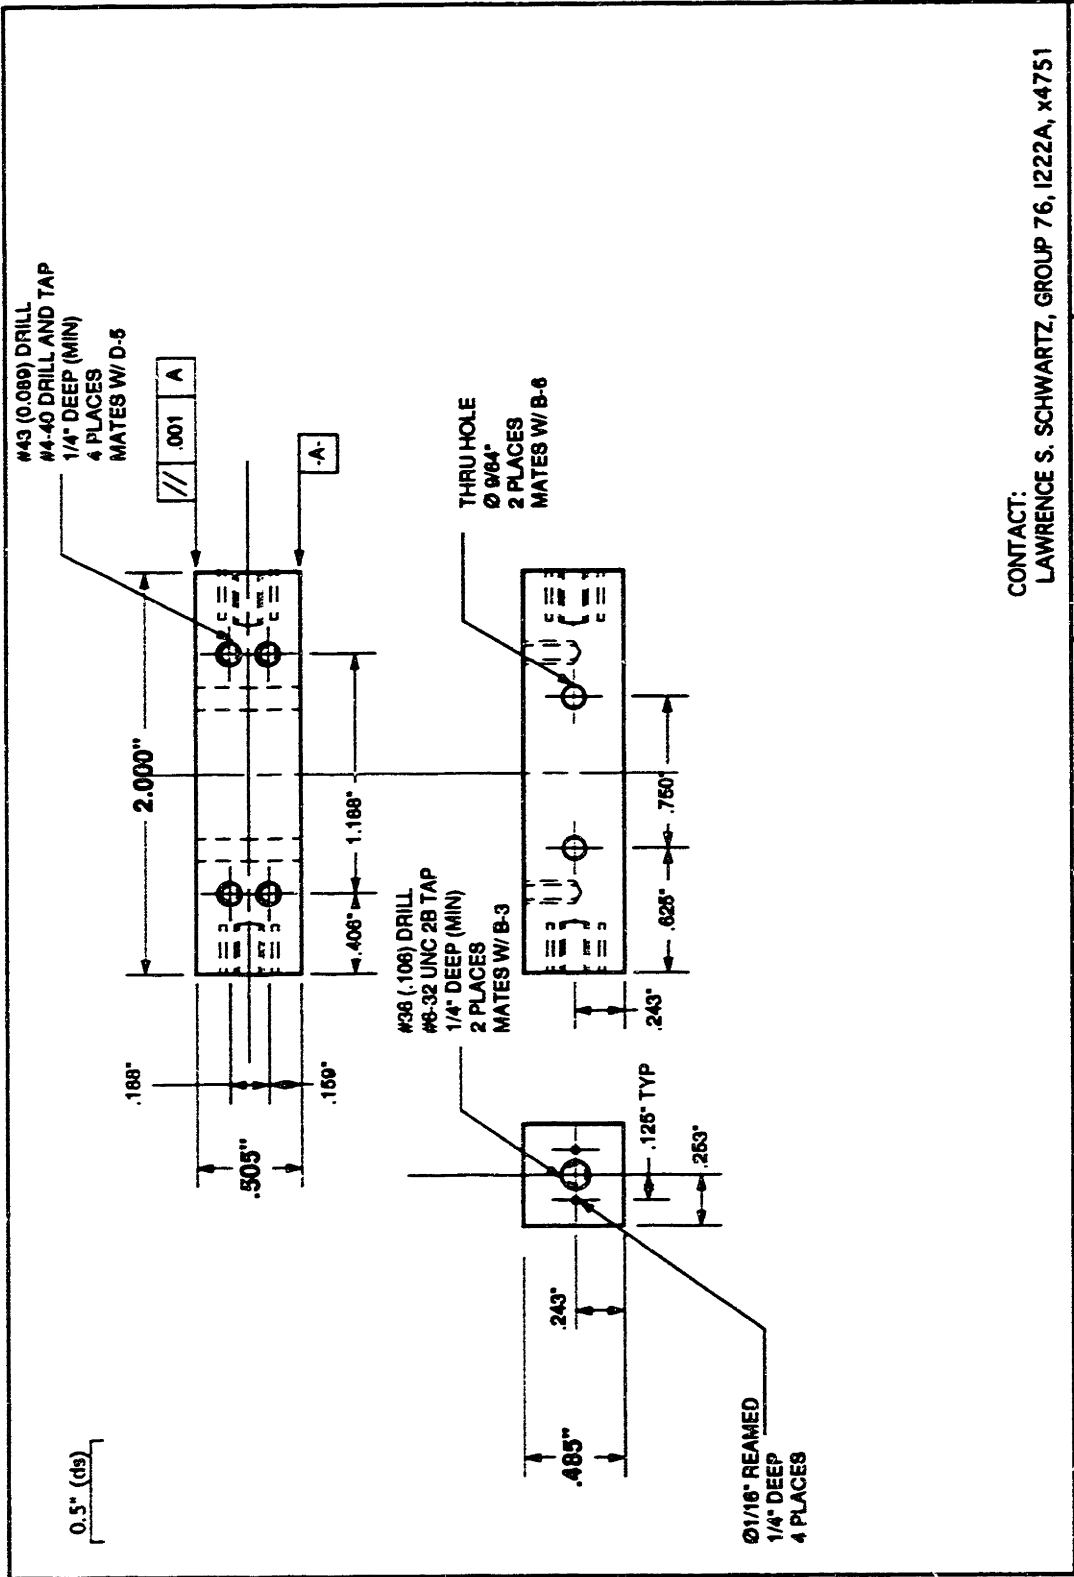 0.5" (ds)
#43 (0.089) DRILL
#4-40 DRILL AND TAP
1/4" DEEP (MIN)
4 PLACES
MATES W/ D-5
// .001 A
-A-
2.000"
.188"
.505"
.159"
.406"
1.188"
#36 (.106) DRILL
#6-32 UNC 2B TAP
1/4" DEEP (MIN)
2 PLACES
MATES W/ B-3
THRU HOLE
Ø 9/64"
2 PLACES
MATES W/ B-6
.485"
.243"
.125" TYP
.253"
.243"
.625"
.750"
Ø1/16" REAMED
1/4" DEEP
4 PLACES
CONTACT:
LAWRENCE S. SCHWARTZ, GROUP 76, I222A, x4751